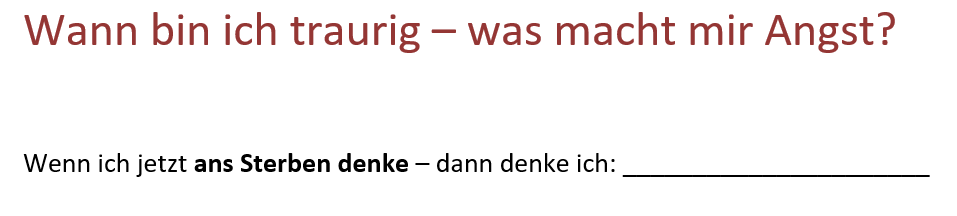 Wann bin ich traurig – was macht mir Angst?
Wenn ich jetzt ans Sterben denke – dann denke ich: ______________________